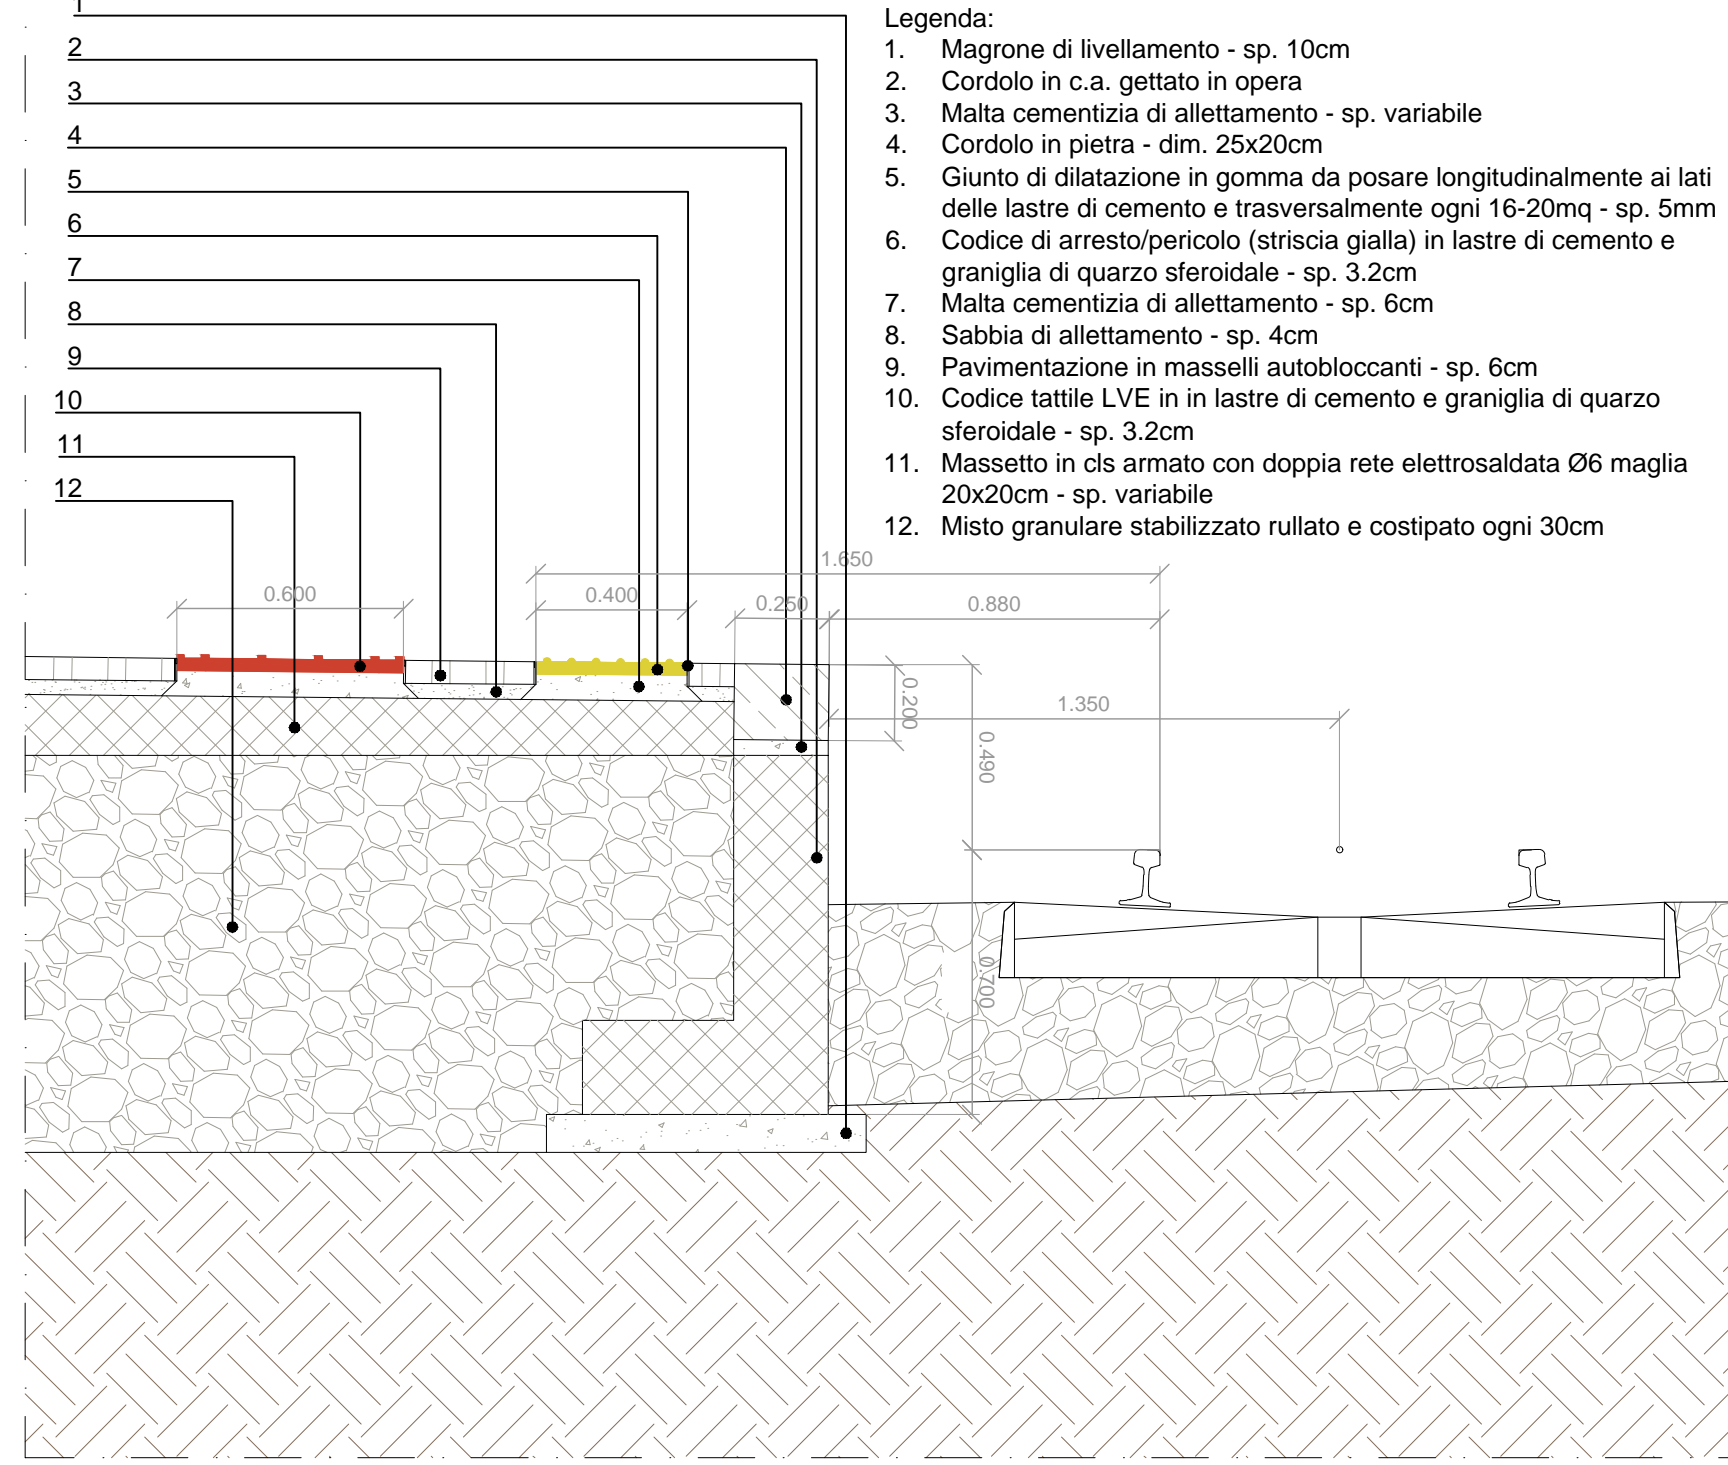 1
2
3
4
5
6
7
8
9
10
11
12
Legenda:
1. Magrone di livellamento - sp. 10cm
2. Cordolo in c.a. gettato in opera
3. Malta cementizia di allettamento - sp. variabile
4. Cordolo in pietra - dim. 25x20cm
5. Giunto di dilatazione in gomma da posare longitudinalmente ai lati
delle lastre di cemento e trasversalmente ogni 16-20mq - sp. 5mm
6. Codice di arresto/pericolo (striscia gialla) in lastre di cemento e
graniglia di quarzo sferoidale - sp. 3.2cm
7. Malta cementizia di allettamento - sp. 6cm
8. Sabbia di allettamento - sp. 4cm
9. Pavimentazione in masselli autobloccanti - sp. 6cm
10. Codice tattile LVE in in lastre di cemento e graniglia di quarzo
sferoidale - sp. 3.2cm
11. Massetto in cls armato con doppia rete elettrosaldata Ø6 maglia
20x20cm - sp. variabile
12. Misto granulare stabilizzato rullato e costipato ogni 30cm
1.650
0.600
0.400
0.250
0.880
0.200
1.350
0.490
0.700